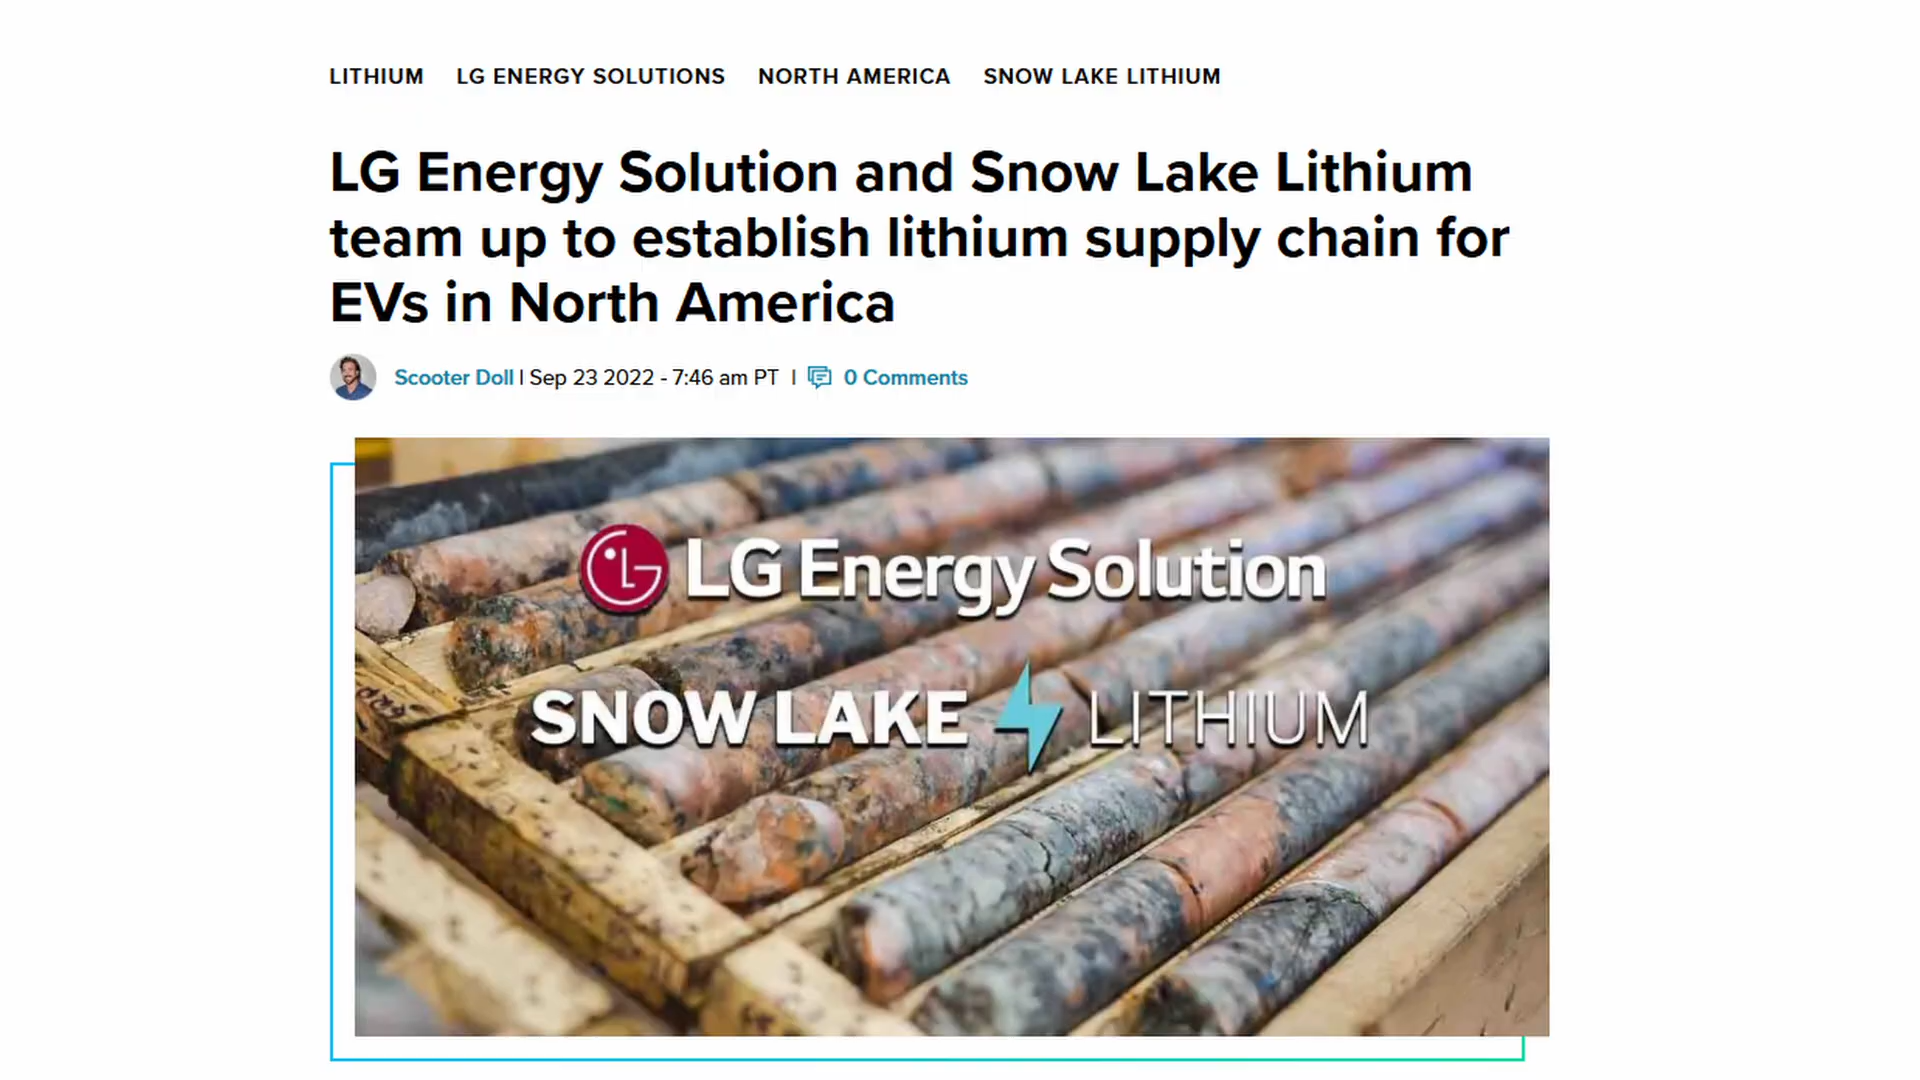 LITHIUM LG ENERGY SOLUTIONS NORTH AMERICA SNOW LAKE LITHIUM
LG Energy Solution and Snow Lake Lithium
team up to establish lithium supply chain for
EVs in North America
Scooter Doll | Sep 23 2022 - 7:46 am PT | 0 Comments
LG Energy Solution
SNOW LAKE LITHIUM